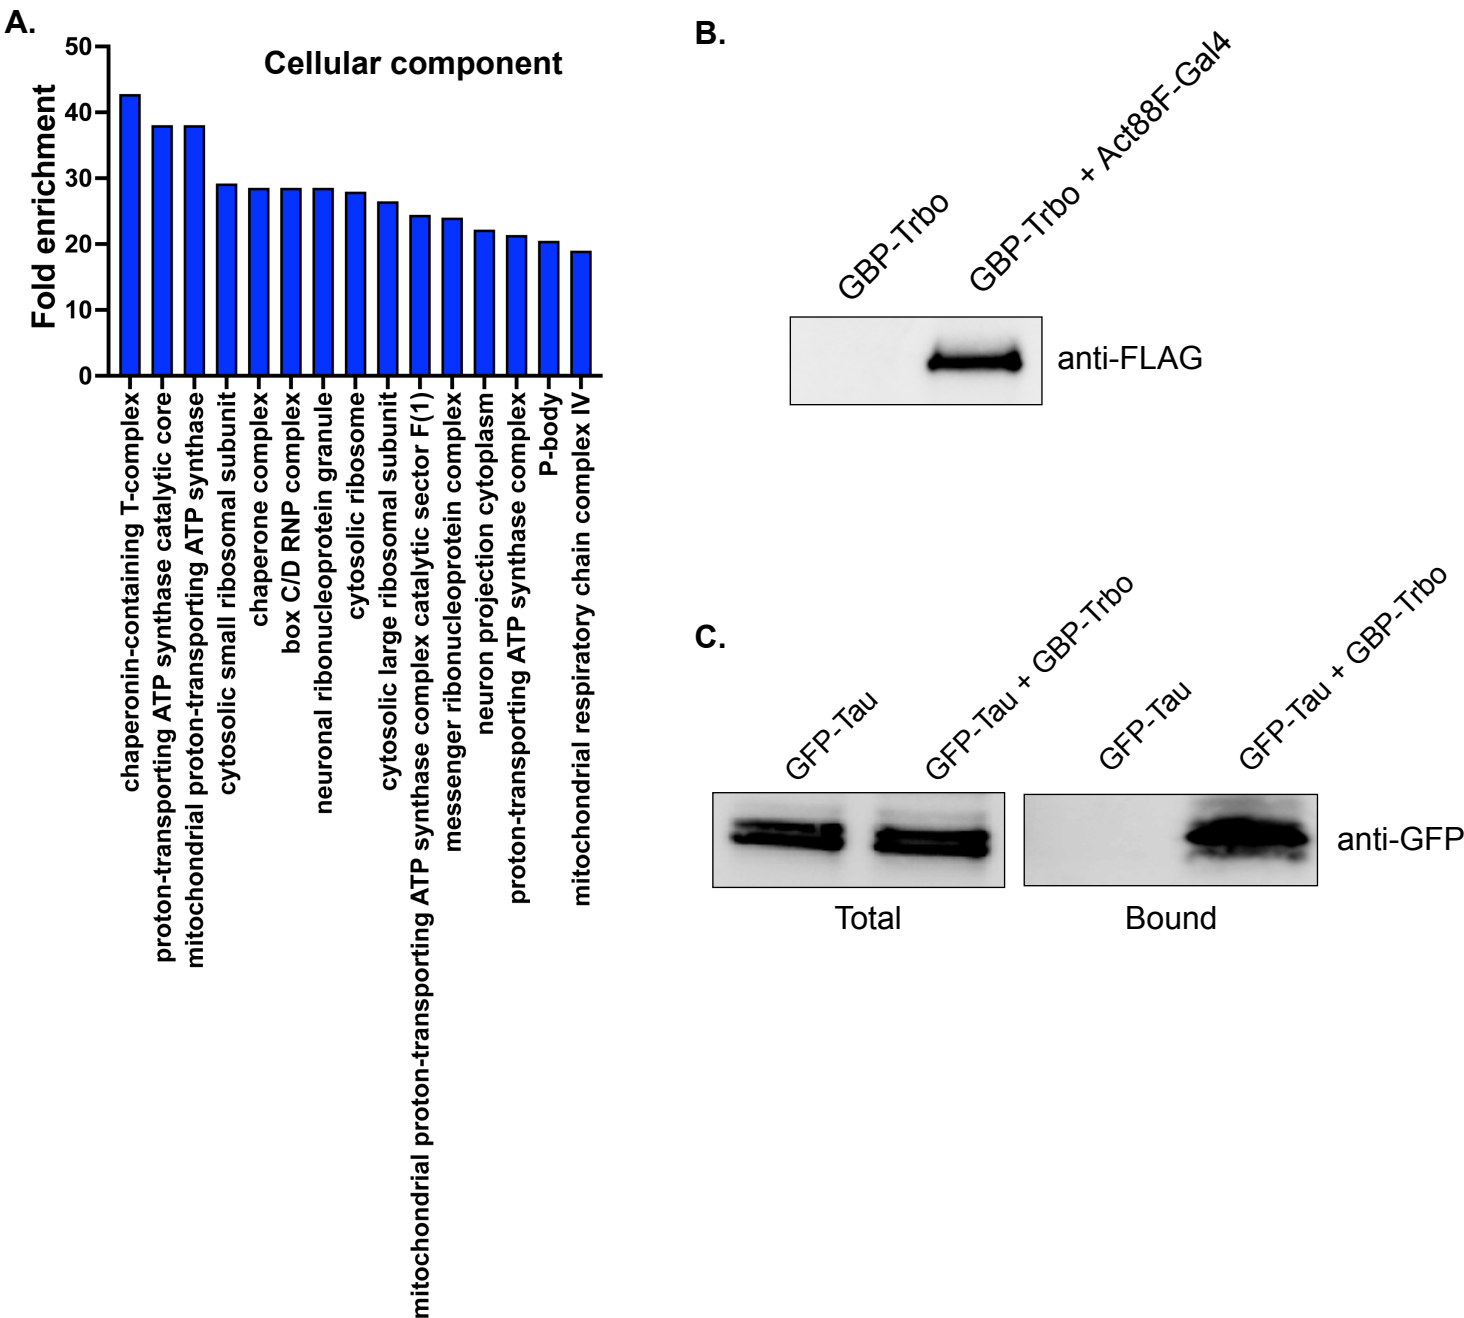 A.
Cellular component
Fold enrichment
50
40
30
20
10
0
chaperonin-containing T-complex
proton-transporting ATP synthase catalytic core
mitochondrial proton-transporting ATP synthase
cytosolic small ribosomal subunit
chaperone complex
box C/D RNP complex
neuronal ribonucleoprotein granule
cytosolic ribosome
cytosolic large ribosomal subunit
mitochondrial proton-transporting ATP synthase complex catalytic sector F(1)
messenger ribonucleoprotein complex
neuron projection cytoplasm
proton-transporting ATP synthase complex
P-body
mitochondrial respiratory chain complex IV
B.
GBP-Trbo
GBP-Trbo + Act88F-Gal4
anti-FLAG
C.
GFP-Tau
GFP-Tau + GBP-Trbo
GFP-Tau
GFP-Tau + GBP-Trbo
anti-GFP
Total
Bound